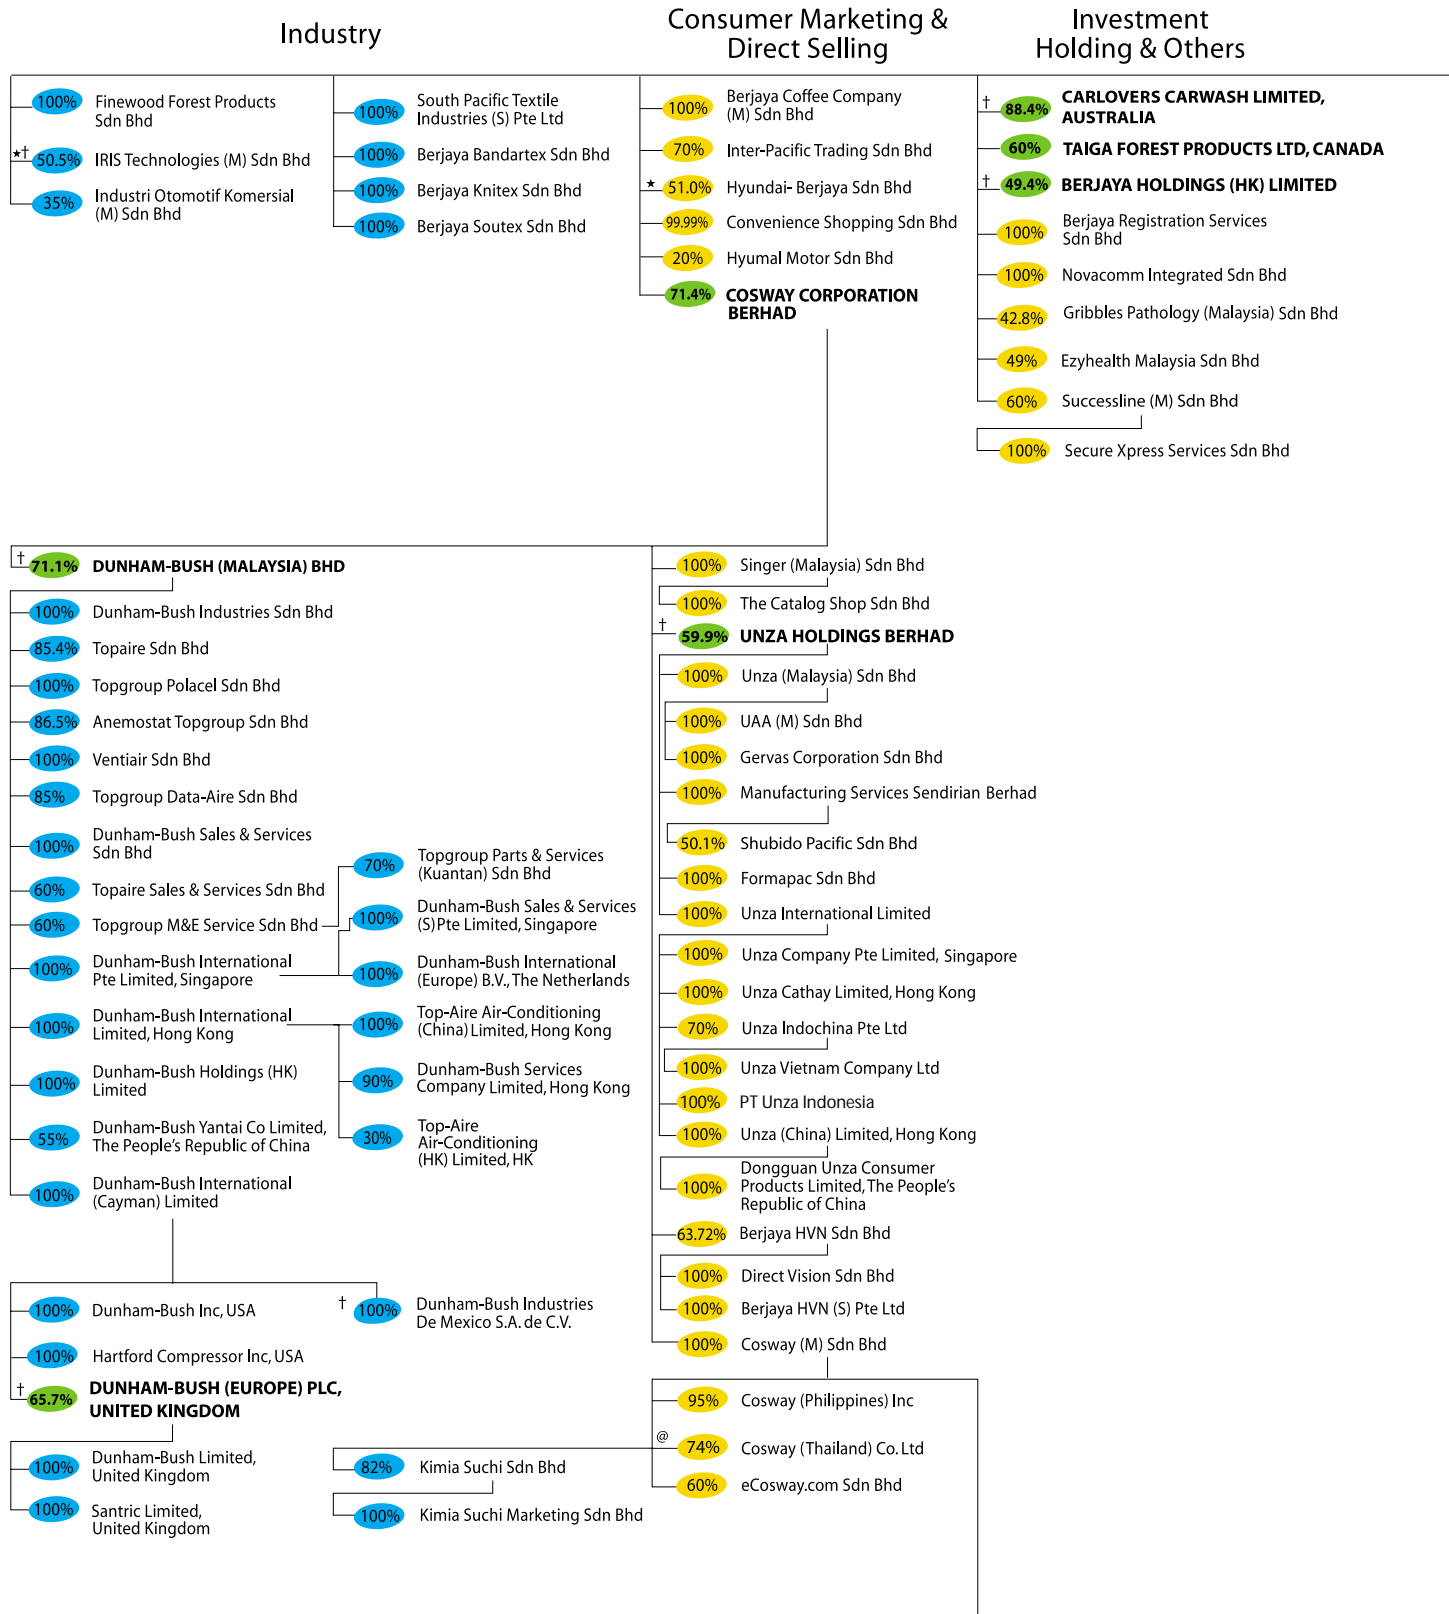 Industry
Consumer Marketing &
Direct Selling
Investment
Holding & Others
100% Finewood Forest Products
Sdn Bhd
★† 50.5% IRIS Technologies (M) Sdn Bhd
35% Industri Otomotif Komersial
(M) Sdn Bhd
100% South Pacific Textile
Industries (S) Pte Ltd
100% Berjaya Bandartex Sdn Bhd
100% Berjaya Knitex Sdn Bhd
100% Berjaya Soutex Sdn Bhd
100% Berjaya Coffee Company
(M) Sdn Bhd
70% Inter-Pacific Trading Sdn Bhd
★ 51.0% Hyundai- Berjaya Sdn Bhd
99.99% Convenience Shopping Sdn Bhd
20% Hyumal Motor Sdn Bhd
71.4% COSWAY CORPORATION
BERHAD
† 88.4% CARLOVERS CARWASH LIMITED,
AUSTRALIA
60% TAIGA FOREST PRODUCTS LTD, CANADA
† 49.4% BERJAYA HOLDINGS (HK) LIMITED
100% Berjaya Registration Services
Sdn Bhd
100% Novacomm Integrated Sdn Bhd
42.8% Gribbles Pathology (Malaysia) Sdn Bhd
49% Ezyhealth Malaysia Sdn Bhd
60% Successline (M) Sdn Bhd
100% Secure Xpress Services Sdn Bhd
† 71.1% DUNHAM-BUSH (MALAYSIA) BHD
100% Dunham-Bush Industries Sdn Bhd
85.4% Topaire Sdn Bhd
100% Topgroup Polacel Sdn Bhd
86.5% Anemostat Topgroup Sdn Bhd
100% Ventiair Sdn Bhd
85% Topgroup Data-Aire Sdn Bhd
100% Dunham-Bush Sales & Services
Sdn Bhd
60% Topaire Sales & Services Sdn Bhd
60% Topgroup M&E Service Sdn Bhd
100% Dunham-Bush International
Pte Limited, Singapore
100% Dunham-Bush International
Limited, Hong Kong
100% Dunham-Bush Holdings (HK)
Limited
55% Dunham-Bush Yantai Co Limited,
The People's Republic of China
100% Dunham-Bush International
(Cayman) Limited
70% Topgroup Parts & Services
(Kuantan) Sdn Bhd
100% Dunham-Bush Sales & Services
(S) Pte Limited, Singapore
100% Dunham-Bush International
(Europe) B.V., The Netherlands
100% Top-Aire Air-Conditioning
(China) Limited, Hong Kong
90% Dunham-Bush Services
Company Limited, Hong Kong
30% Top-Aire
Air-Conditioning
(HK) Limited, HK
100% Dunham-Bush Inc, USA
† 100% Dunham-Bush Industries
De Mexico S.A. de C.V.
100% Hartford Compressor Inc, USA
† 65.7% DUNHAM-BUSH (EUROPE) PLC,
UNITED KINGDOM
100% Dunham-Bush Limited,
United Kingdom
100% Santric Limited,
United Kingdom
82% Kimia Suchi Sdn Bhd
100% Kimia Suchi Marketing Sdn Bhd
100% Singer (Malaysia) Sdn Bhd
100% The Catalog Shop Sdn Bhd
† 59.9% UNZA HOLDINGS BERHAD
100% Unza (Malaysia) Sdn Bhd
100% UAA (M) Sdn Bhd
100% Gervas Corporation Sdn Bhd
100% Manufacturing Services Sendirian Berhad
50.1% Shubido Pacific Sdn Bhd
100% Formapac Sdn Bhd
100% Unza International Limited
100% Unza Company Pte Limited, Singapore
100% Unza Cathay Limited, Hong Kong
70% Unza Indochina Pte Ltd
100% Unza Vietnam Company Ltd
100% PT Unza Indonesia
100% Unza (China) Limited, Hong Kong
100% Dongguan Unza Consumer
Products Limited, The People's
Republic of China
63.72% Berjaya HVN Sdn Bhd
100% Direct Vision Sdn Bhd
100% Berjaya HVN (S) Pte Ltd
100% Cosway (M) Sdn Bhd
95% Cosway (Philippines) Inc
@ 74% Cosway (Thailand) Co. Ltd
60% eCosway.com Sdn Bhd